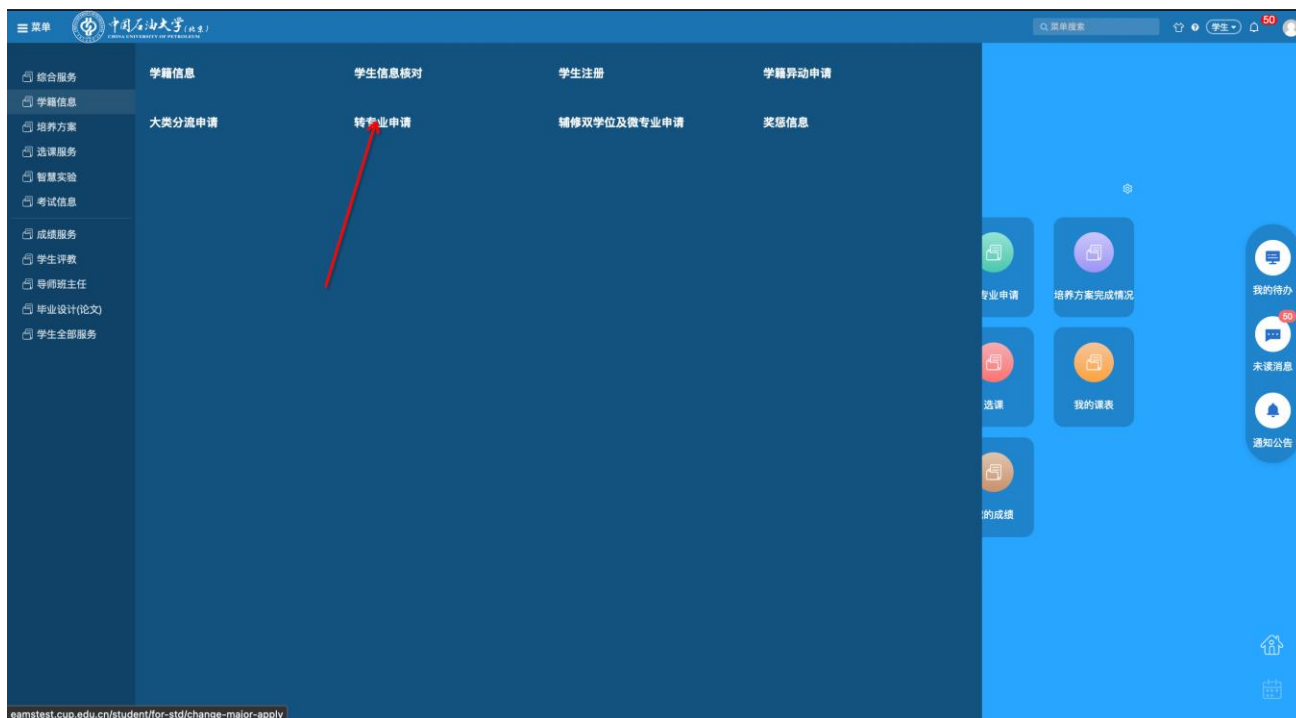 菜单 中国石油大学(北京) 菜单搜索 学生 50
CHINA UNIVERSITY OF PETROLEUM
综合服务
学籍信息
培养方案
选课服务
智慧实验
考试信息
成绩服务
学生评教
导师班主任
毕业设计(论文)
学生全部服务
学籍信息 学生信息核对 学生注册 学籍异动申请
大类分流申请 转专业申请 辅修双学位及微专业申请 奖惩信息
专业申请 培养方案完成情况
选课 我的课表
的成绩
我的待办
50
未读消息
通知公告
eamstest.cup.edu.cn/student/for-std/change-major-apply